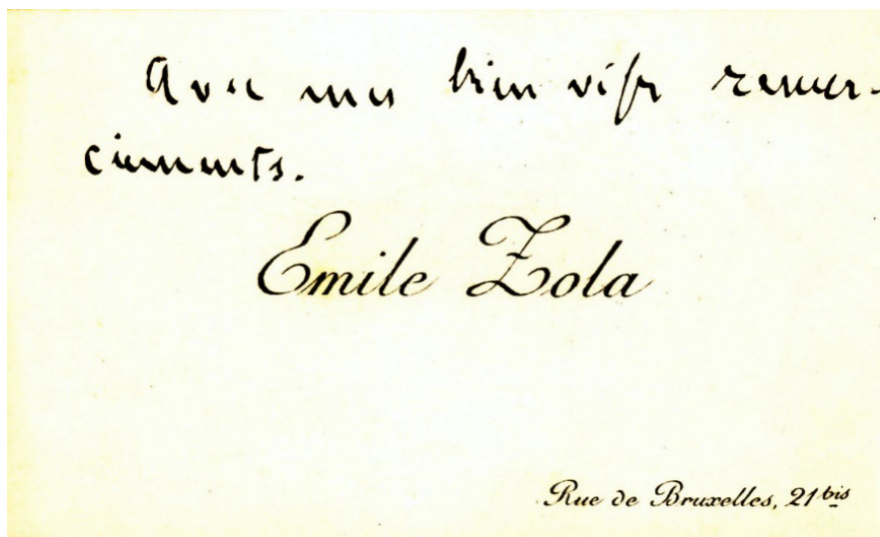 Avec mes bien vifs remer-
ciements.
Emile Zola
Rue de Bruxelles, 21 bis